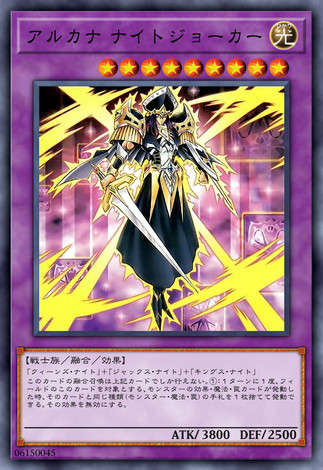 アルカナ ナイトジョーカー
光
【戦士族／融合／効果】
「クィーンズ・ナイト」＋「ジャックス・ナイト」＋「キングス・ナイト」
このカードの融合召喚は上記カードでしか行えない。①：１ターンに１度、フィ
ールドのこのカードを対象とする、モンスターの効果・魔法・罠カードが発動し
た時、そのカードと同じ種類（モンスター・魔法・罠）の手札を１枚捨てて発動でき
る。その効果を無効にする。
ATK/ 3800 DEF/2500
06150045